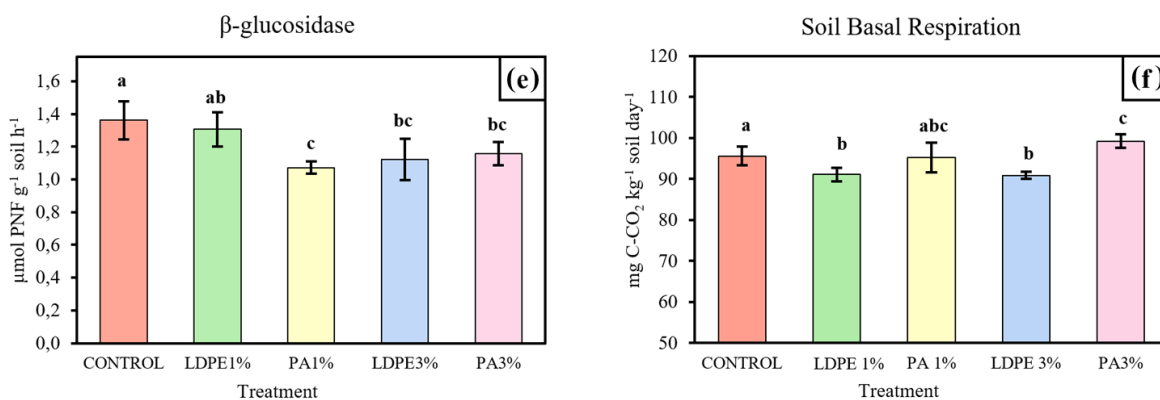 β-glucosidase
(e)
μmol PNF g⁻¹ soil h⁻¹
1,6
1,4
1,2
1,0
0,8
0,6
0,4
0,2
0,0
a
ab
c
bc
bc
CONTROL LDPE1% PA1% LDPE3% PA3%
Treatment
Soil Basal Respiration
(f)
mg C-CO₂ kg⁻¹ soil day⁻¹
120
110
100
90
80
70
60
50
a
b
abc
b
c
CONTROL LDPE 1% PA 1% LDPE 3% PA3%
Treatment